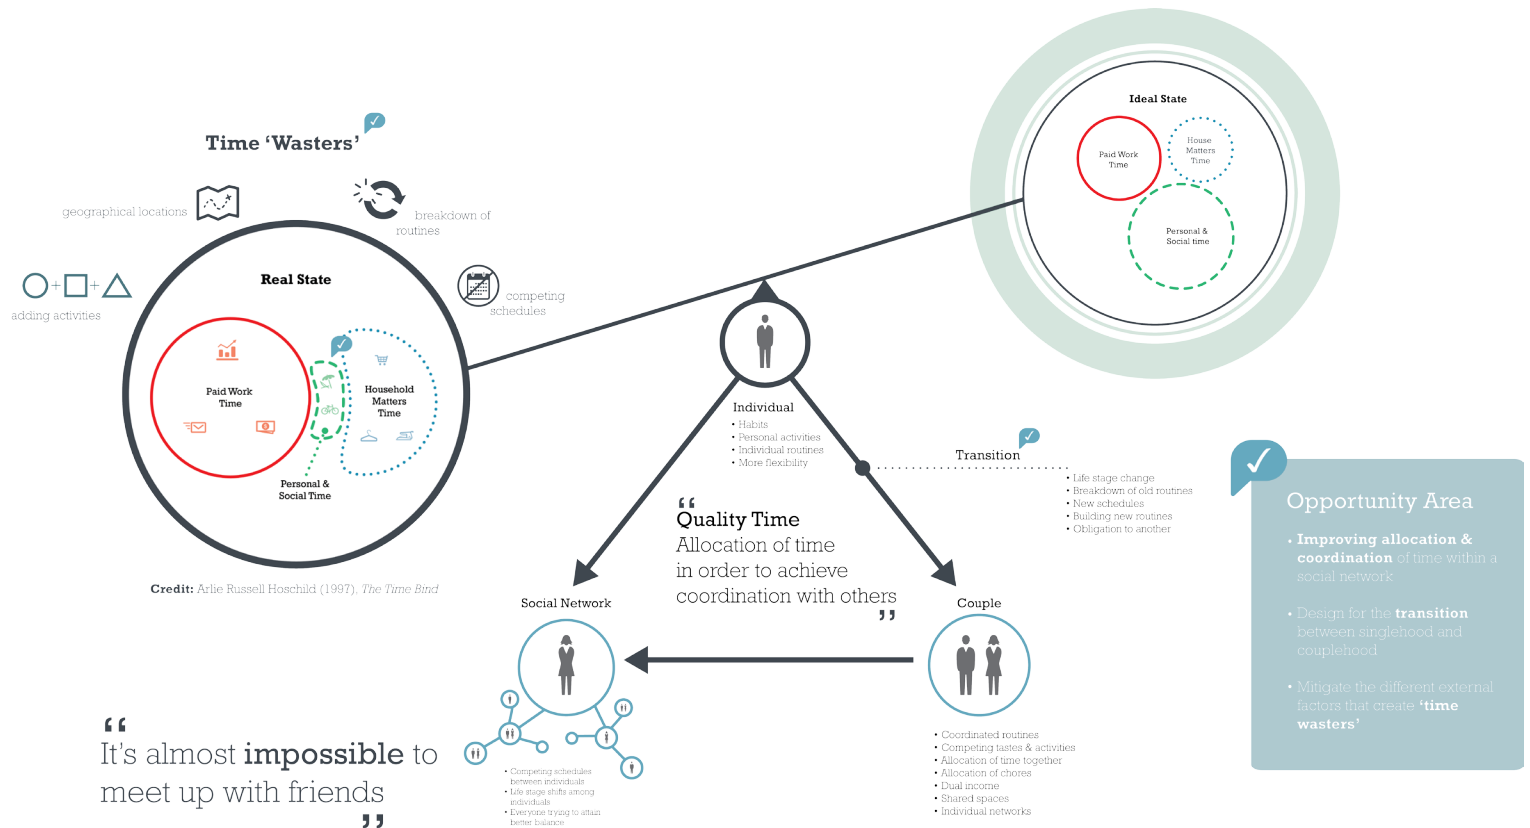 Time ‘Wasters’
geographical locations
breakdown of
routines
adding activities
competing
schedules
Real State
Paid Work
Time
Household
Matters
Time
Personal &
Social Time
Credit: Arlie Russell Hoschild (1997). The Time Bind
Ideal State
Paid Work
Time
House
Matters
Time
Personal &
Social time
Individual
• Habits
• Personal activities
• Individual routines
• More flexibility
Transition
• Life stage change
• Breakdown of old routines
• New schedules
• Building new routines
• Obligation to another
“
Quality Time
Allocation of time
in order to achieve
coordination with others
”
Social Network
• Competing schedules
between individuals
• Life stage shifts among
individuals
• Everyone trying to attain
better balance
Couple
• Coordinated routines
• Competing tastes & activities
• Allocation of time together
• Allocation of chores
• Dual income
• Shared spaces
• Individual networks
“
It’s almost impossible to
meet up with friends
”
Opportunity Area
• Improving allocation &
coordination of time within a
social network
• Design for the transition
between singlehood and
couplehood
• Mitigate the different external
factors that create ‘time
wasters’